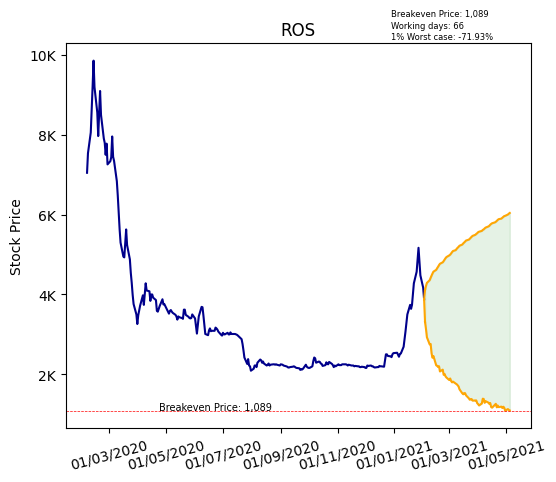 Breakeven Price: 1,089
Working days: 66
1% Worst case: -71.93%
ROS
10K
8K
6K
4K
2K
Stock Price
Breakeven Price: 1,089
01/03/2020
01/05/2020
01/07/2020
01/09/2020
01/11/2020
01/01/2021
01/03/2021
01/05/2021